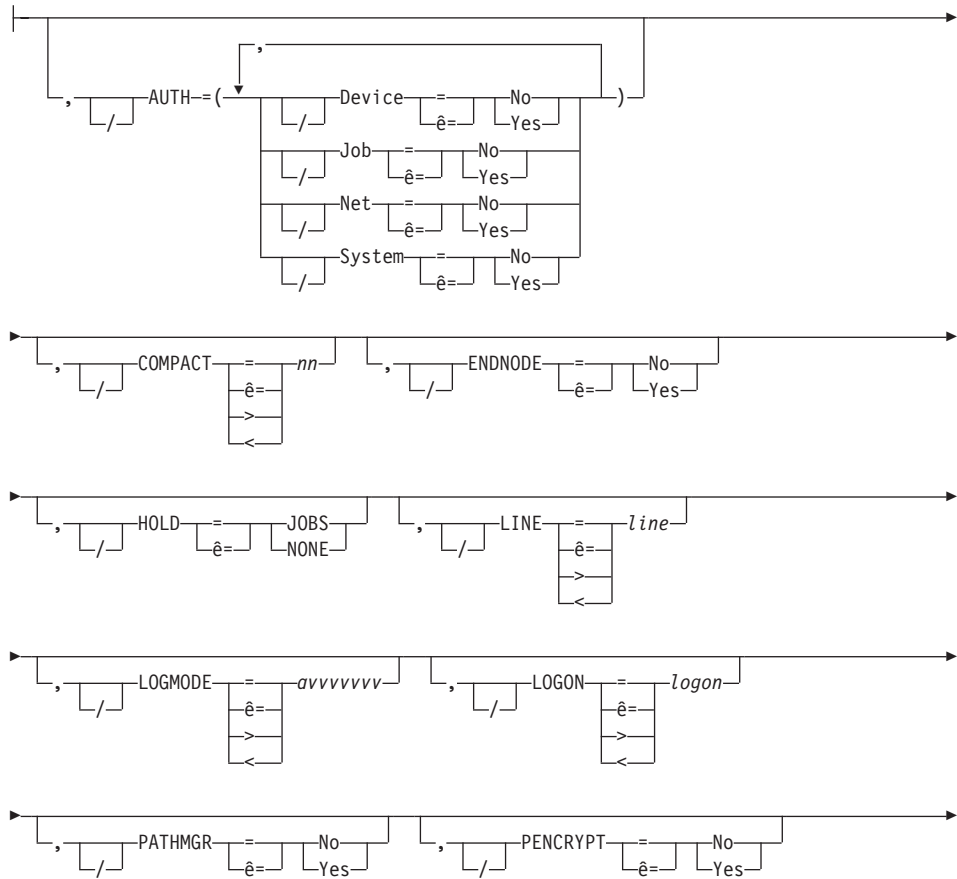 ,
, / AUTH =( / Device = ê= No Yes )
/ Job = ê= No Yes
/ Net = ê= No Yes
/ System = ê= No Yes
, / COMPACT = ê= > < nn , / ENDNODE = ê= No Yes
, / HOLD = ê= JOBS NONE , / LINE = ê= > < line
, / LOGMODE = ê= > < avvvvvvv , / LOGON = ê= > < logon
, / PATHMGR = ê= No Yes , / PENCRYPT = ê= No Yes